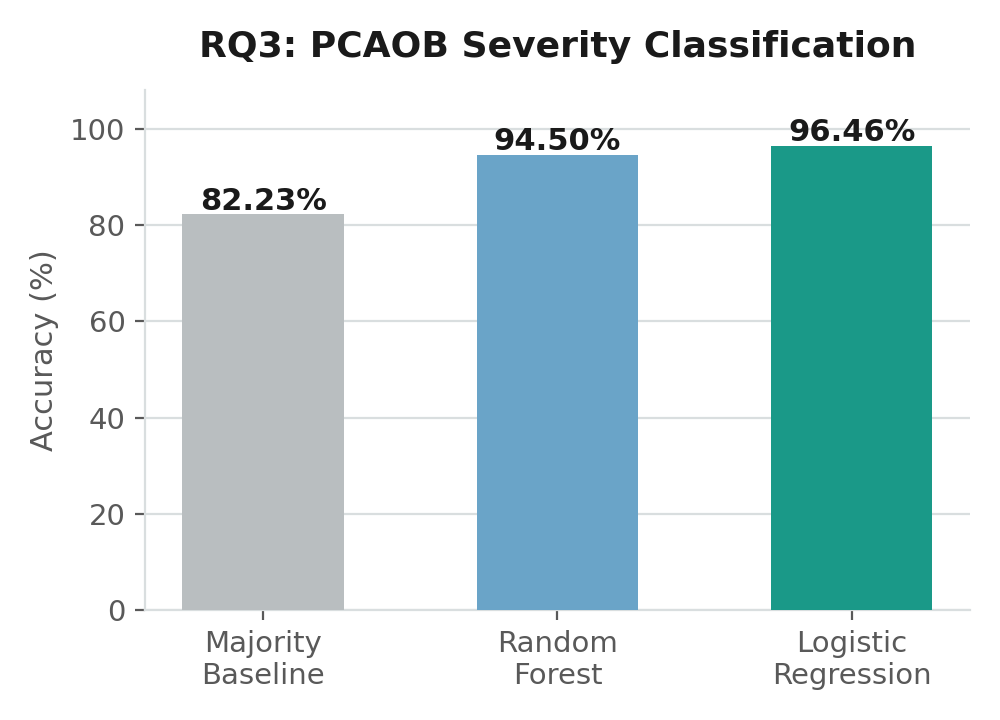 RQ3: PCAOB Severity Classification
Accuracy (%)
100
80
60
40
20
0
82.23%
94.50%
96.46%
Majority
Baseline
Random
Forest
Logistic
Regression